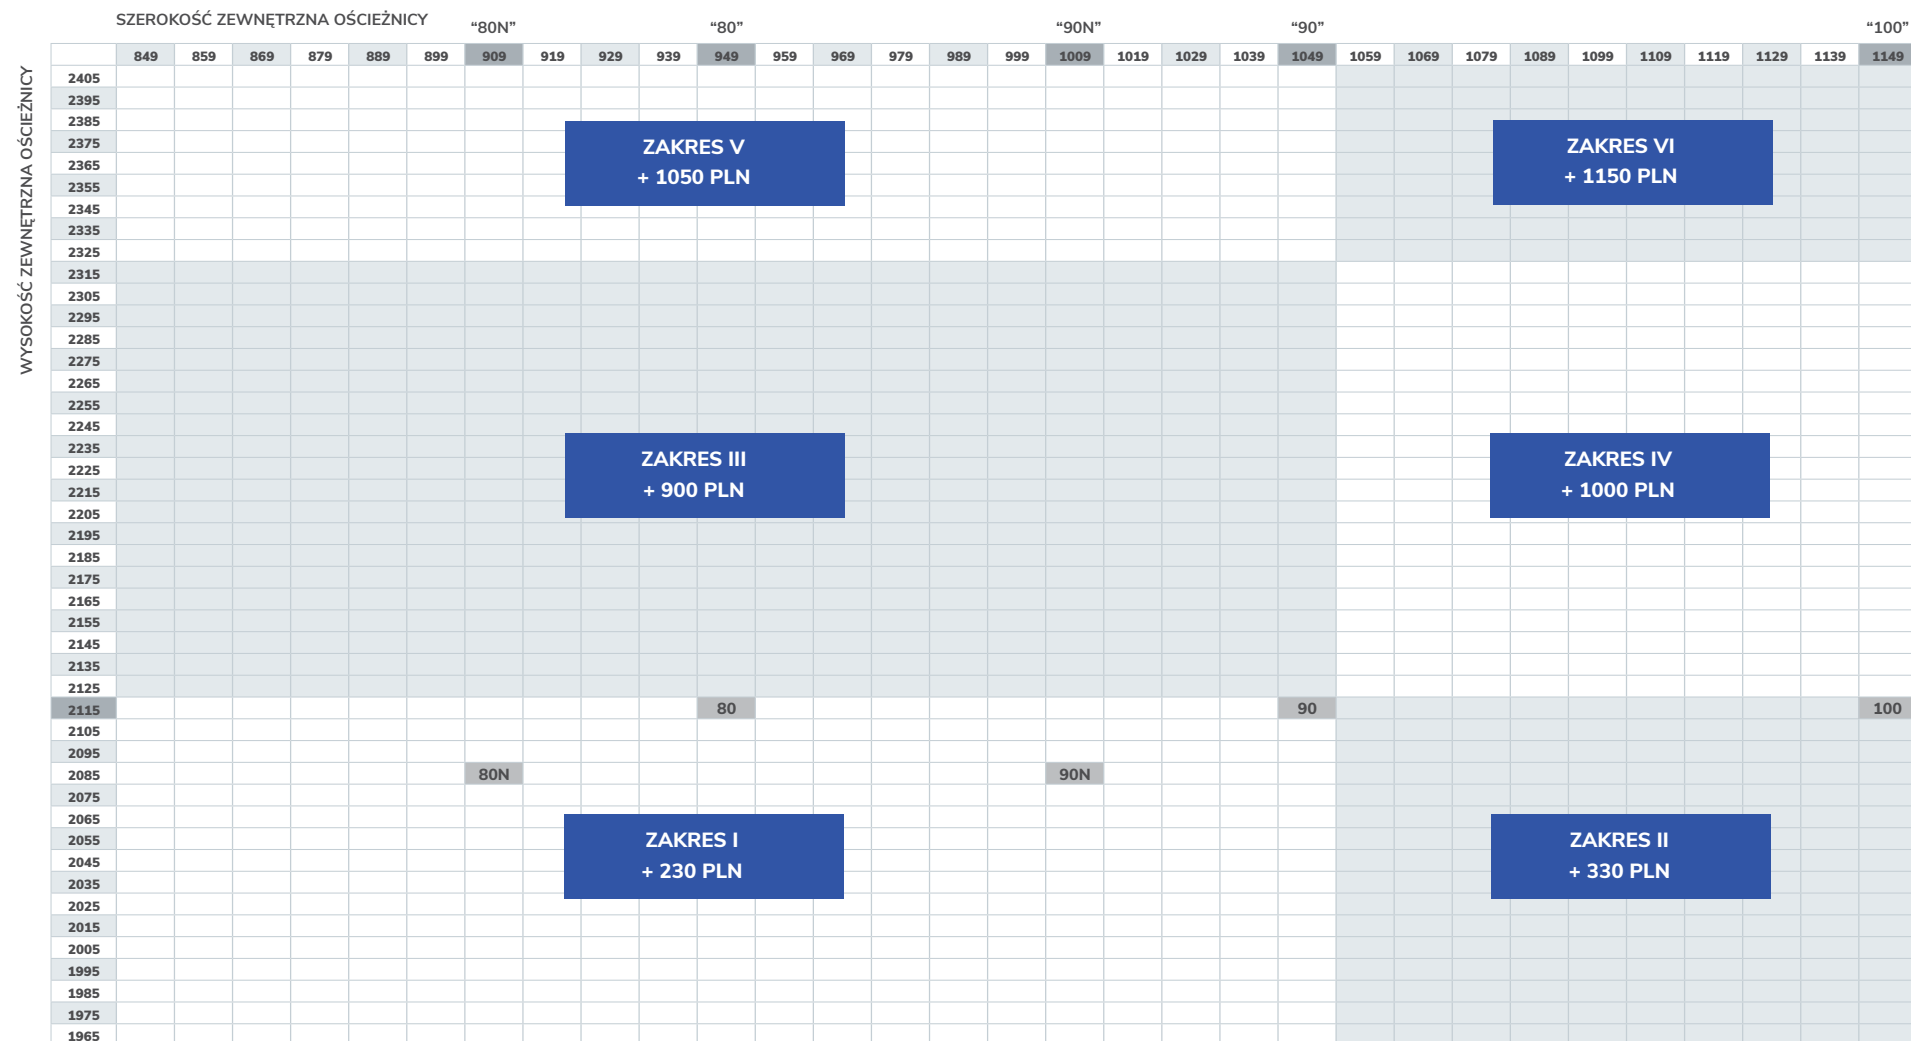 SZEROKOŚĆ ZEWNĘTRZNA OŚCIEŻNICY “80N” “80” “90N” “90” “100”
849 859 869 879 889 899 909 919 929 939 949 959 969 979 989 999 1009 1019 1029 1039 1049 1059 1069 1079 1089 1099 1109 1119 1129 1139 1149
WYSOKOŚĆ ZEWNĘTRZNA OŚCIEŻNICY
2405
2395
2385
2375
2365
2355
2345
2335
2325
2315
2305
2295
2285
2275
2265
2255
2245
2235
2225
2215
2205
2195
2185
2175
2165
2155
2145
2135
2125
2115 80 90 100
2105
2095
2085 80N 90N
2075
2065
2055
2045
2035
2025
2015
2005
1995
1985
1975
1965
ZAKRES V
+ 1050 PLN
ZAKRES VI
+ 1150 PLN
ZAKRES III
+ 900 PLN
ZAKRES IV
+ 1000 PLN
ZAKRES I
+ 230 PLN
ZAKRES II
+ 330 PLN